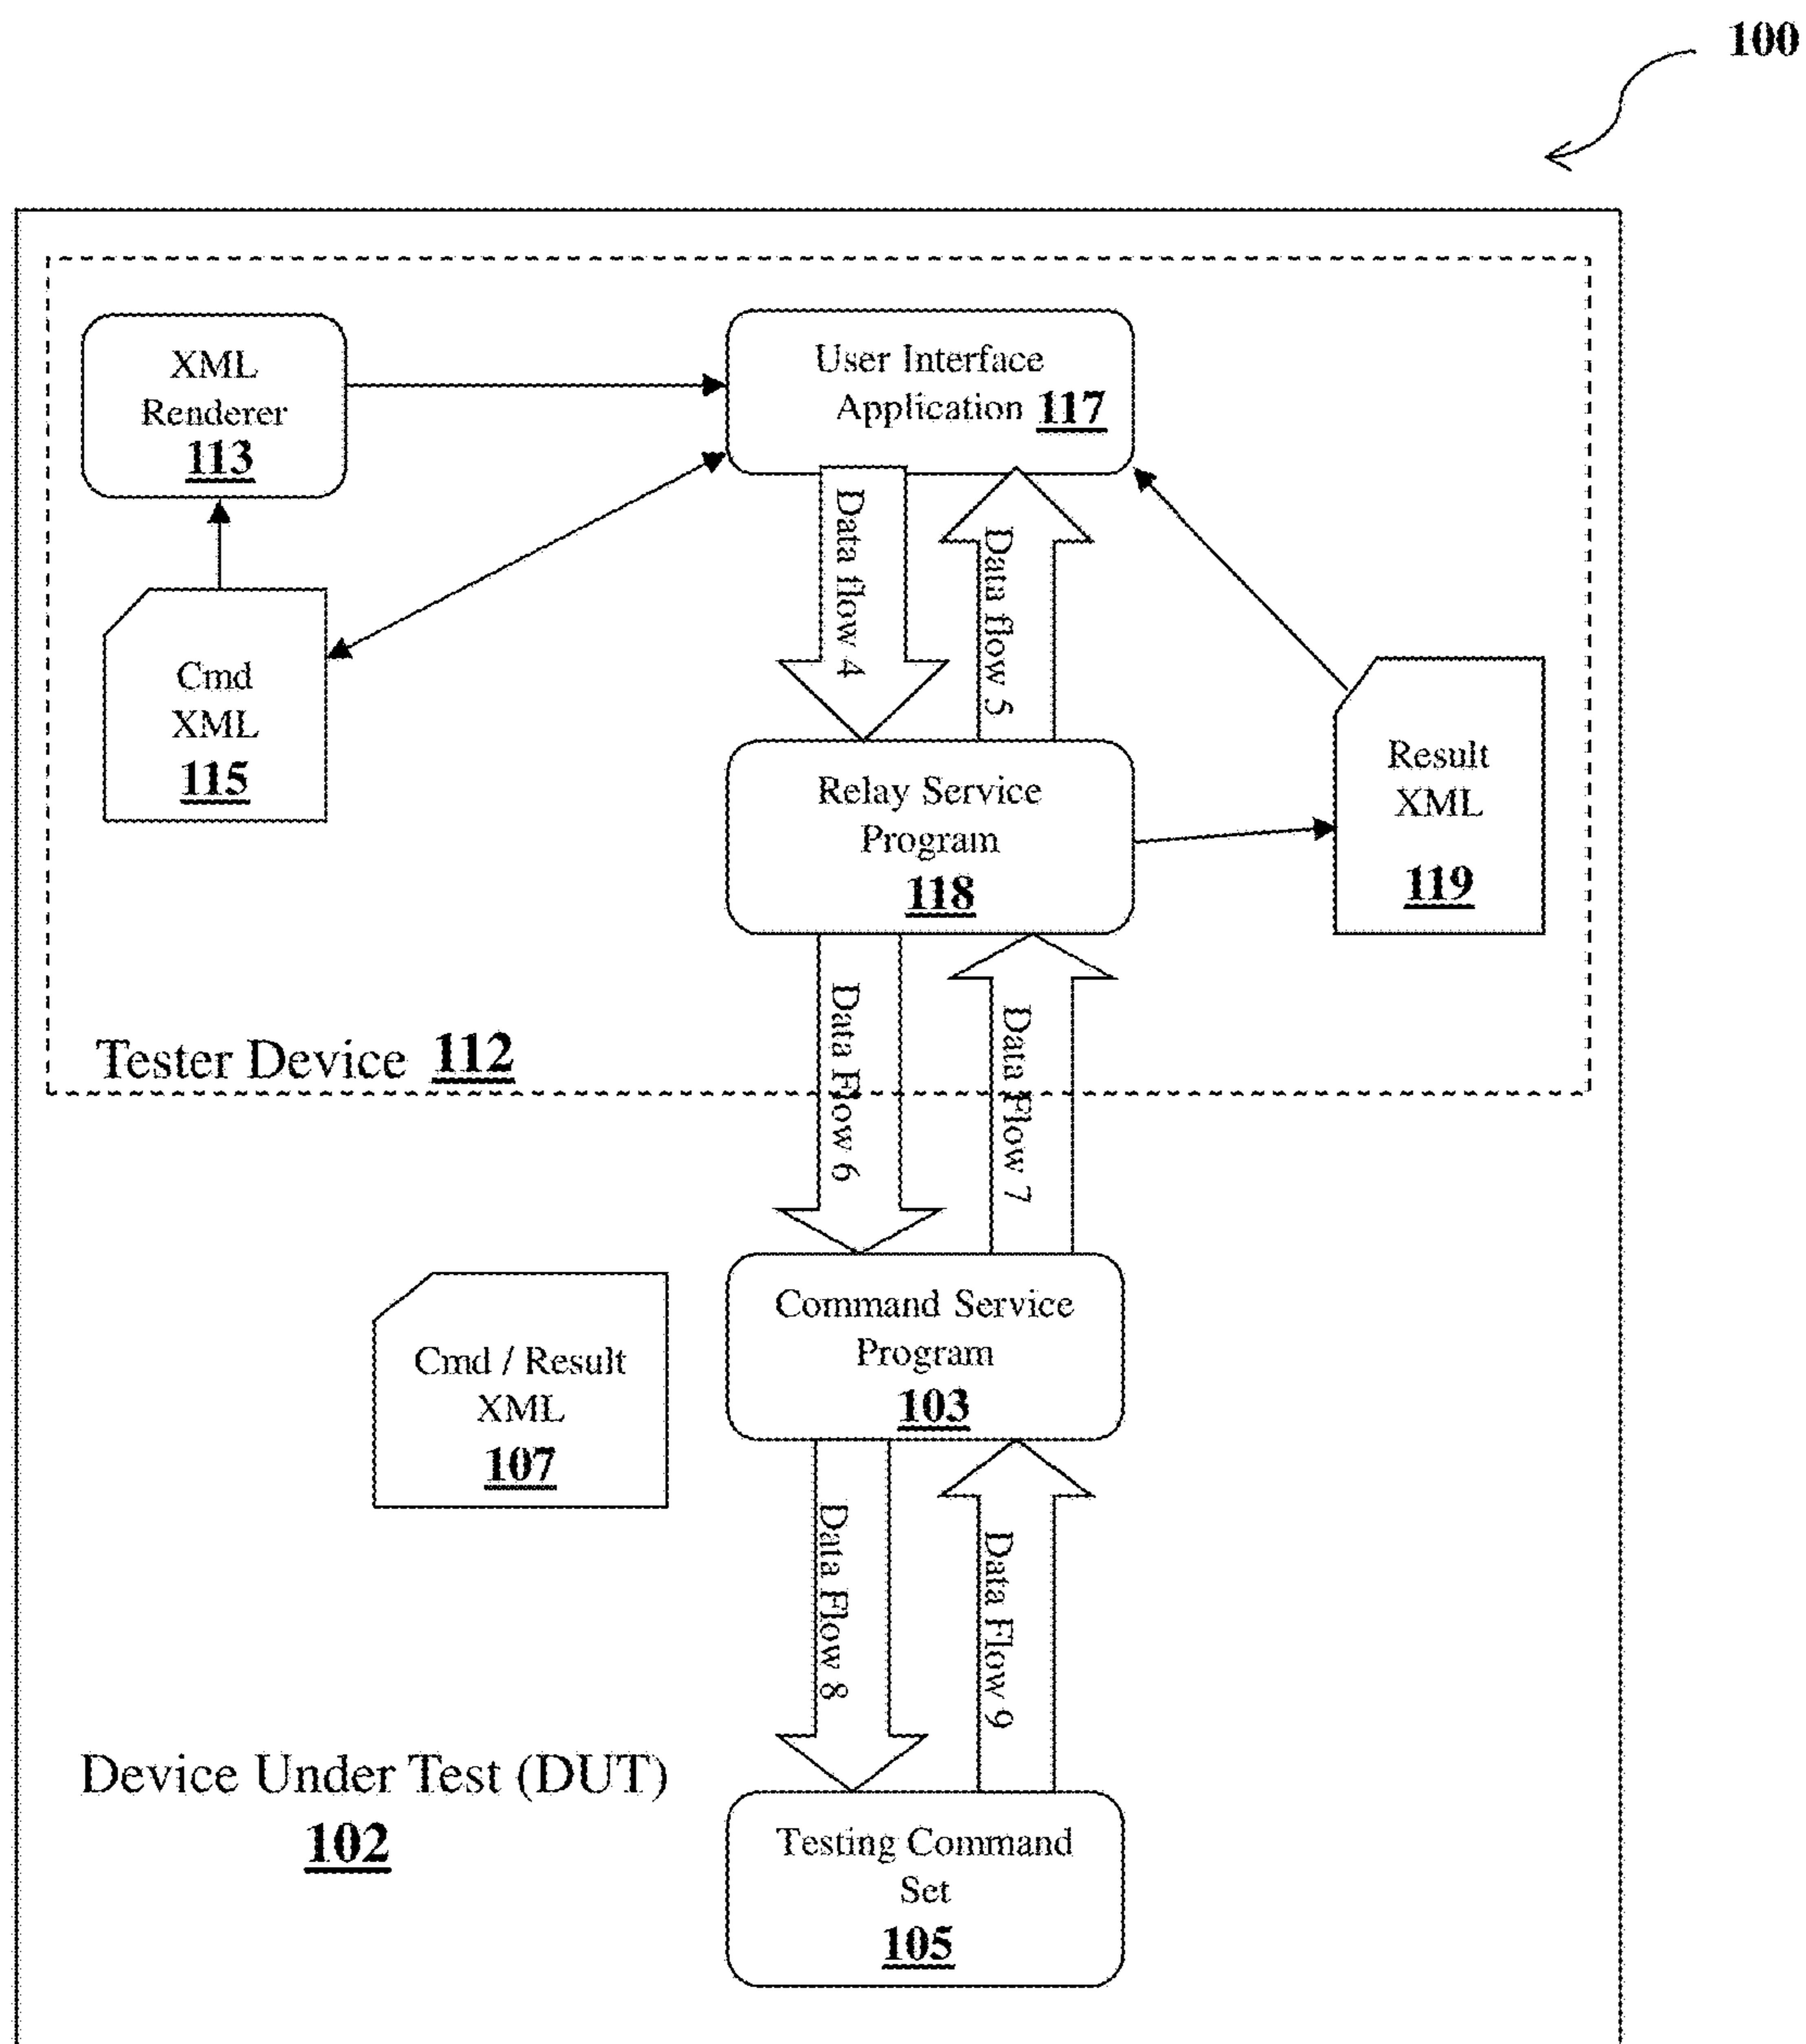 100
XML
Renderer
113
User Interface
Application 117
Data flow 4
Data flow 5
Cmd
XML
115
Relay Service
Program
118
Result
XML
119
Data Flow 6
Data Flow 7
Tester Device 112
Command Service
Program
103
Cmd / Result
XML
107
Data Flow 8
Data Flow 9
Device Under Test (DUT)
102
Testing Command
Set
105